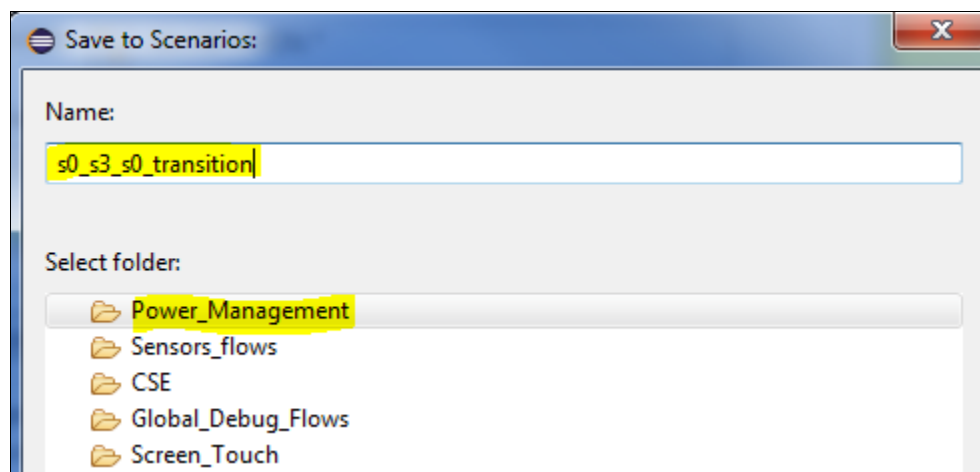 Save to Scenarios:
Name:
s0_s3_s0_transition
Select folder:
Power_Management
Sensors_flows
CSE
Global_Debug_Flows
Screen_Touch